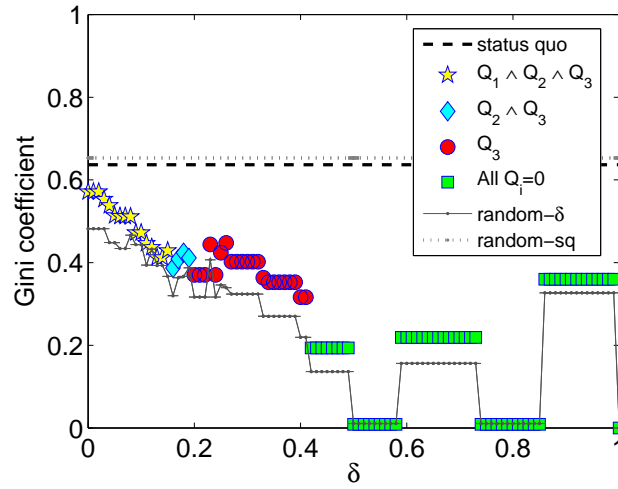 1
0.8
0.6
0.4
0.2
0
Gini coefficient
status quo
Q1 ∧ Q2 ∧ Q3
Q2 ∧ Q3
Q3
All Qi=0
random-δ
random-sq
0 0.2 0.4 0.6 0.8 1
δ